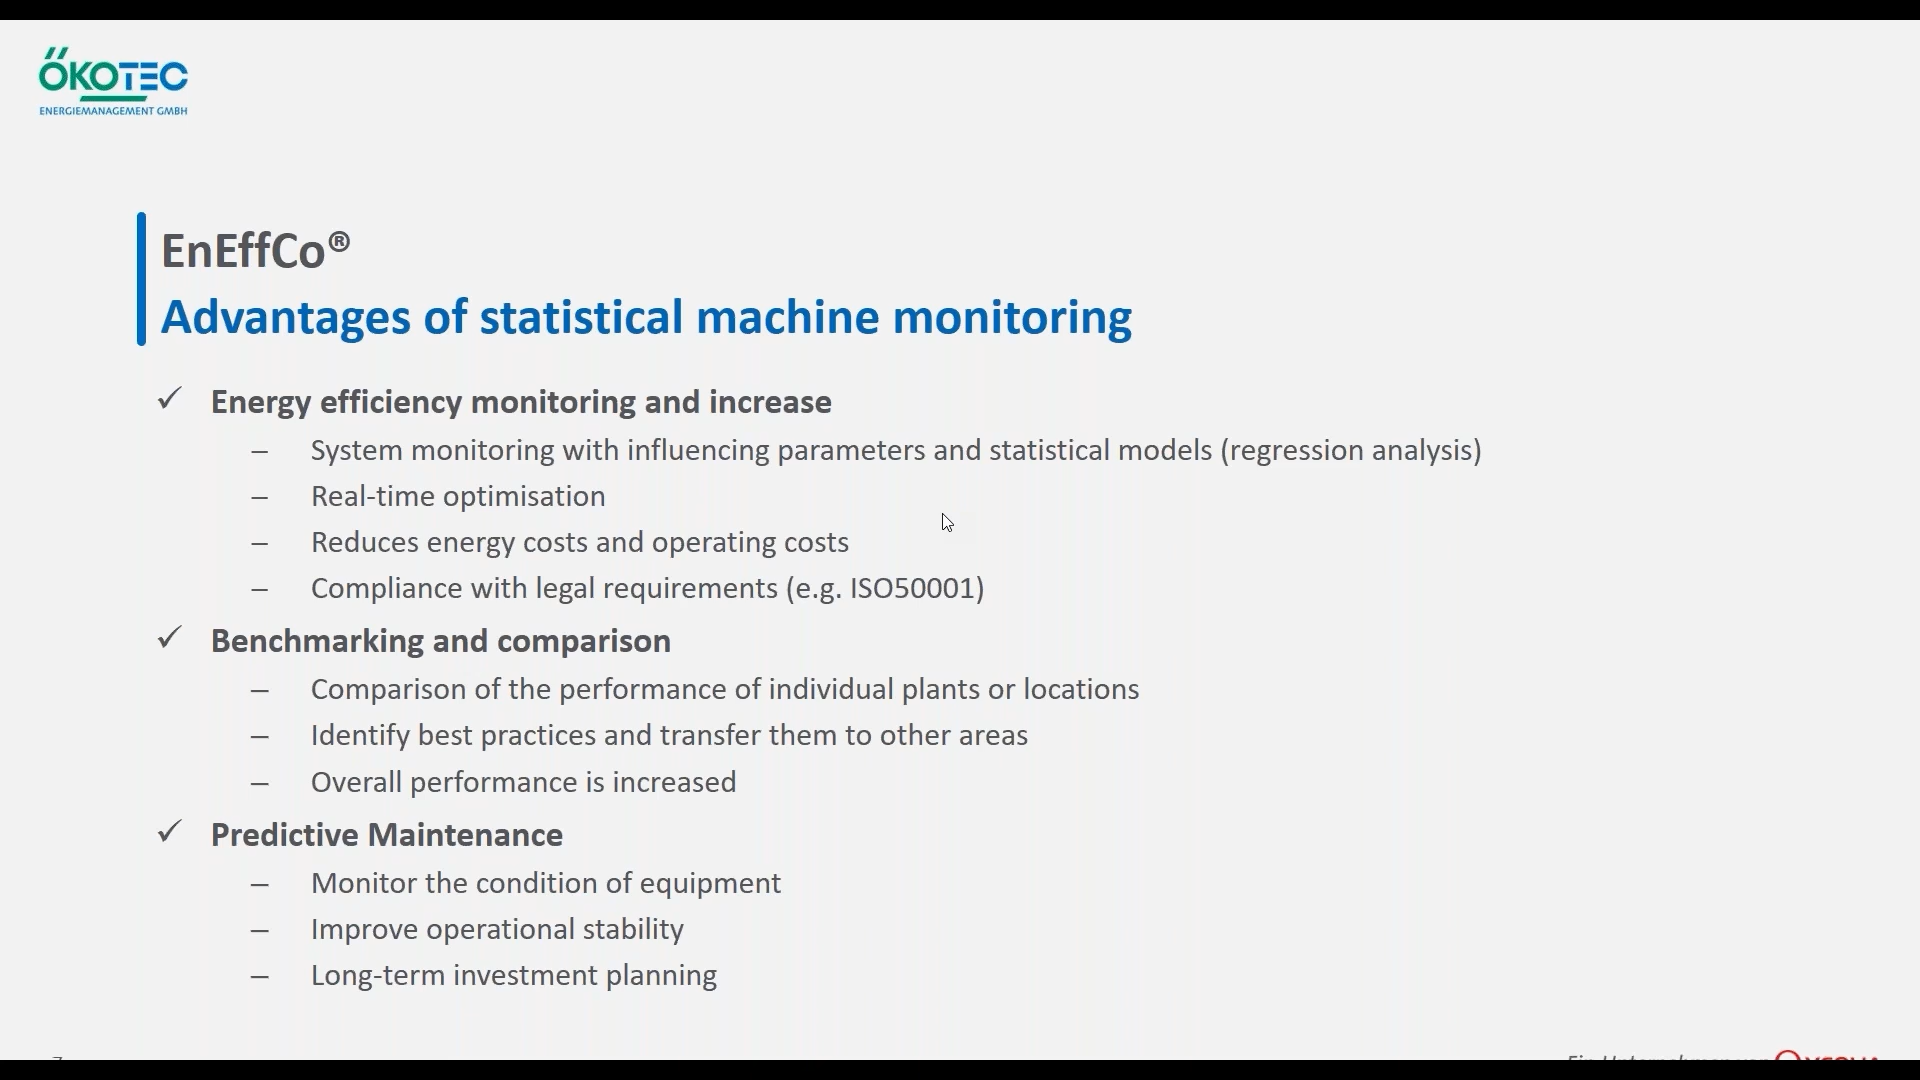 ÖKOTEC
ENERGIEMANAGEMENT GMBH
EnEffCo®
Advantages of statistical machine monitoring
✓ Energy efficiency monitoring and increase
– System monitoring with influencing parameters and statistical models (regression analysis)
– Real-time optimisation
– Reduces energy costs and operating costs
– Compliance with legal requirements (e.g. ISO50001)
✓ Benchmarking and comparison
– Comparison of the performance of individual plants or locations
– Identify best practices and transfer them to other areas
– Overall performance is increased
✓ Predictive Maintenance
– Monitor the condition of equipment
– Improve operational stability
– Long-term investment planning